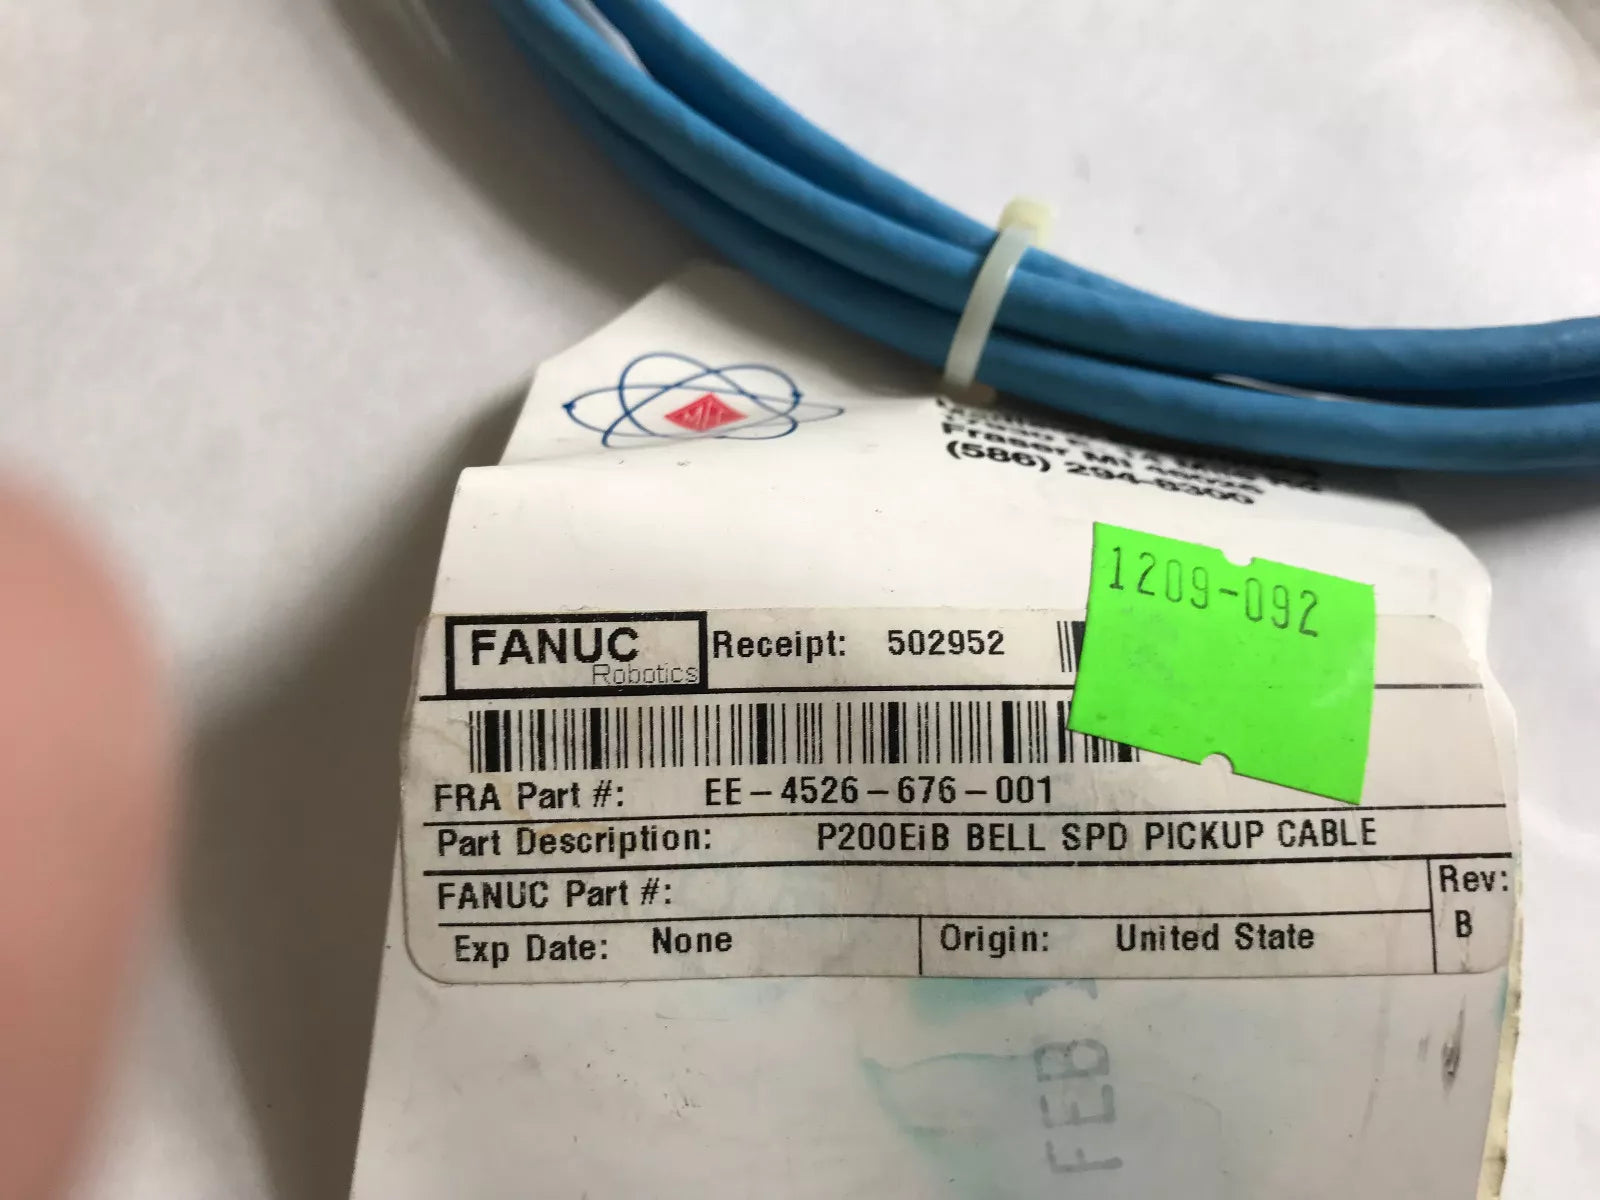 (586) 294-8300
1209-092
FANUC
Robotics
Receipt: 502952
FRA Part #: EE-4526-676-001
Part Description: P200EiB BELL SPD PICKUP CABLE
FANUC Part #:
Rev:
B
Exp Date: None
Origin: United State
FEB 1